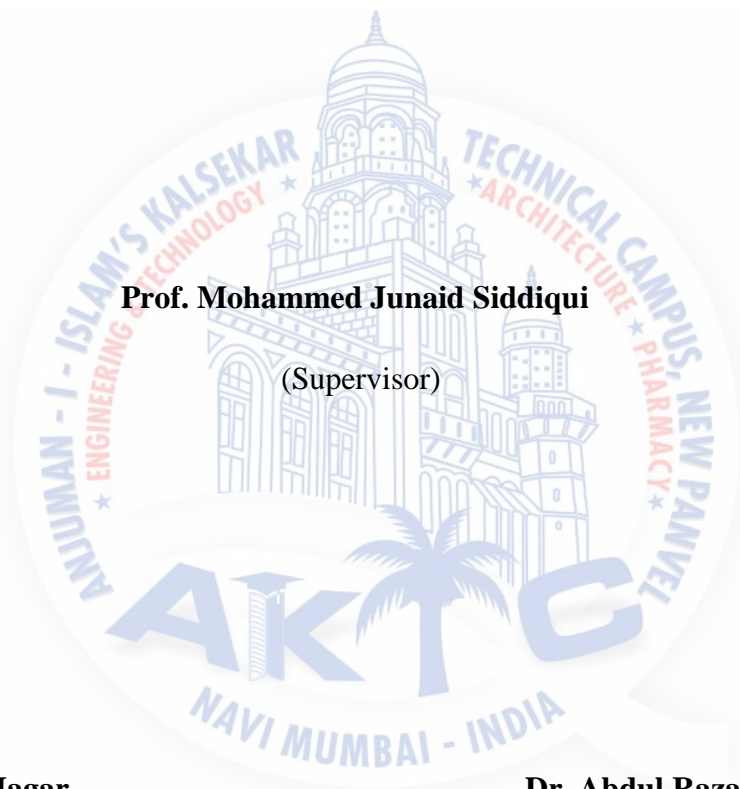 ANJUMAN - I - ISLAM'S KALSEKAR TECHNICAL CAMPUS, NEW PANVEL
★ ENGINEERING & TECHNOLOGY ★ ★ ARCHITECTURE ★ PHARMACY ★
Prof. Mohammed Junaid Siddiqui
(Supervisor)
AKTC
NAVI MUMBAI - INDIA
Dr. Abdul Raza